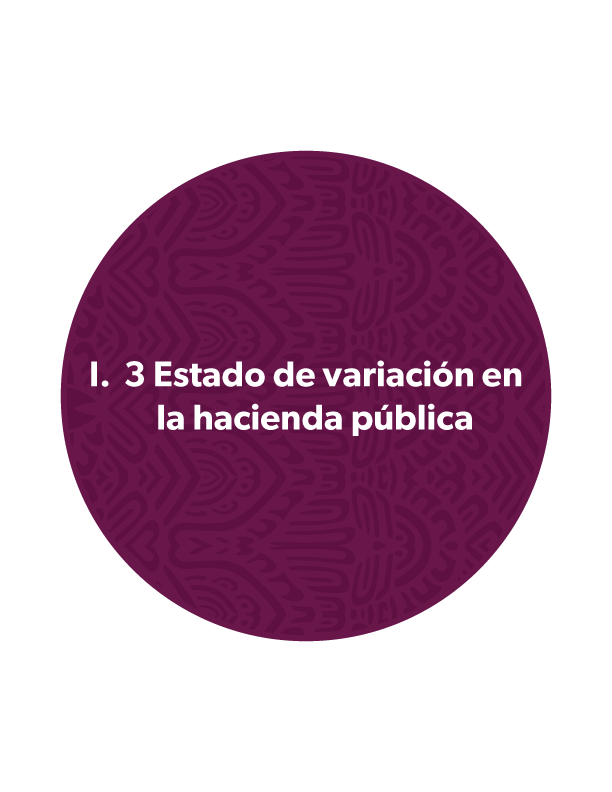 I. 3 Estado de variación en
la hacienda pública